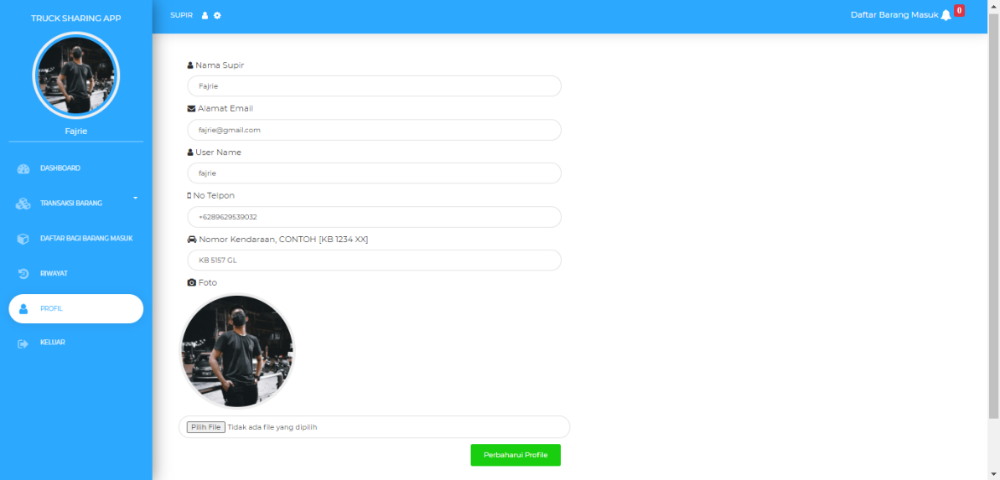 TRUCK SHARING APP
Fajrie
DASHBOARD
TRANSAKSI BARANG
DAFTAR BAGI BARANG MASUK
RIWAYAT
PROFIL
KELUAR
SUPIR
Daftar Barang Masuk 0
Nama Supir
Fajrie
Alamat Email
fajrie@gmail.com
User Name
fajrie
No Telpon
+6289629539032
Nomor Kendaraan, CONTOH [KB 1234 XX]
KB 5157 GL
Foto
Pilih File Tidak ada file yang dipilih
Perbaharui Profile